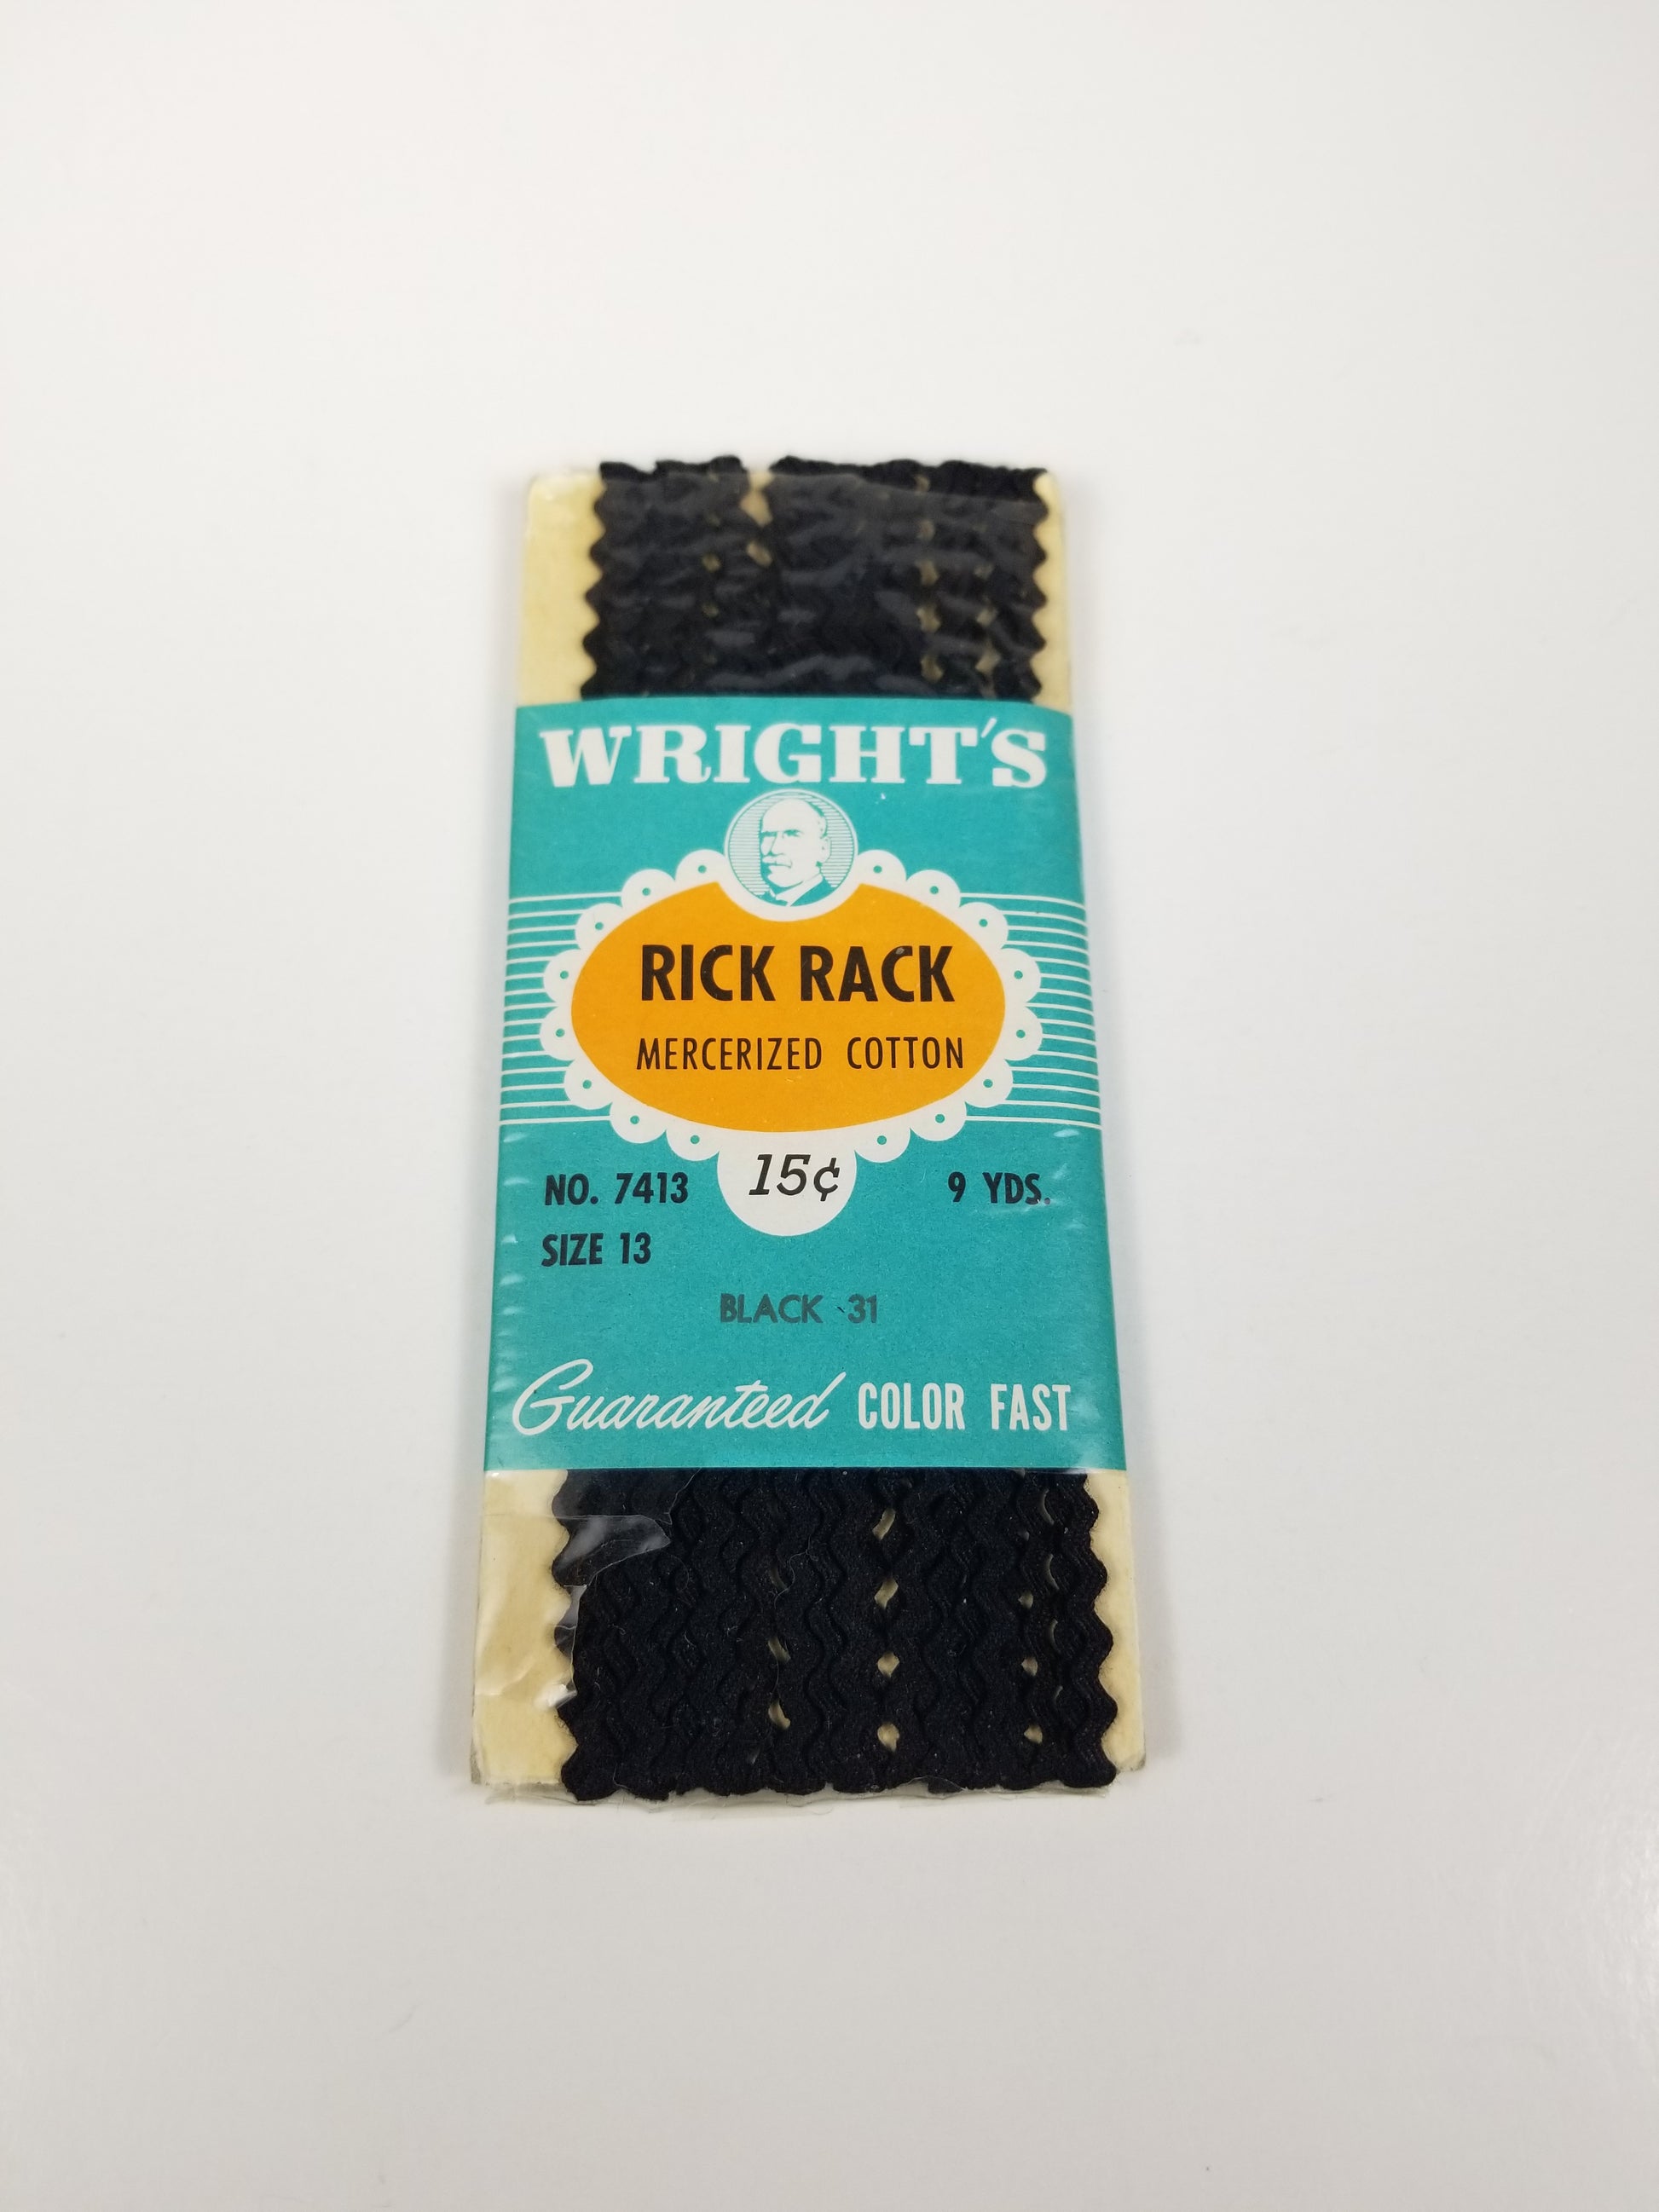 WRIGHT'S
RICK RACK
MERCERIZED COTTON
15¢
NO. 7413
9 YDS.
SIZE 13
BLACK 31
Guaranteed COLOR FAST